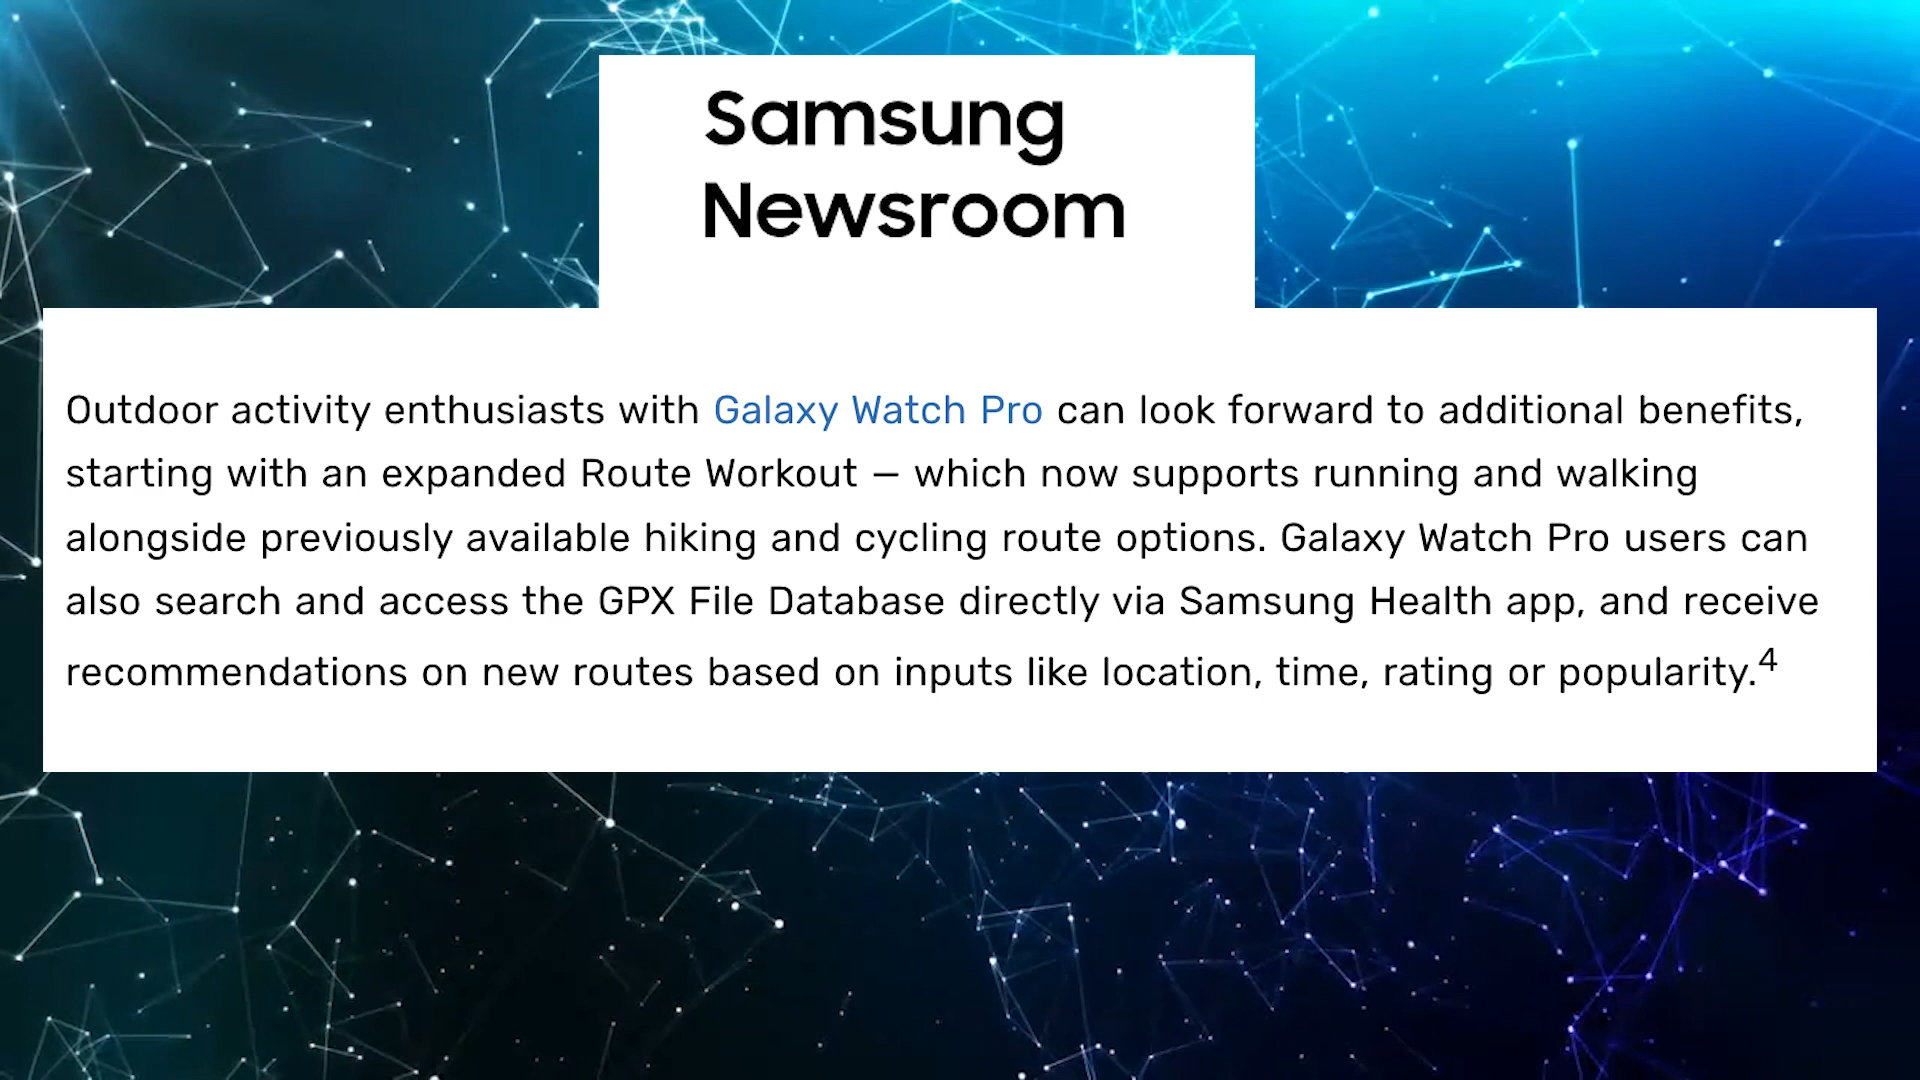 Samsung
Newsroom
Outdoor activity enthusiasts with Galaxy Watch Pro can look forward to additional benefits,
starting with an expanded Route Workout — which now supports running and walking
alongside previously available hiking and cycling route options. Galaxy Watch Pro users can
also search and access the GPX File Database directly via Samsung Health app, and receive
recommendations on new routes based on inputs like location, time, rating or popularity.⁴